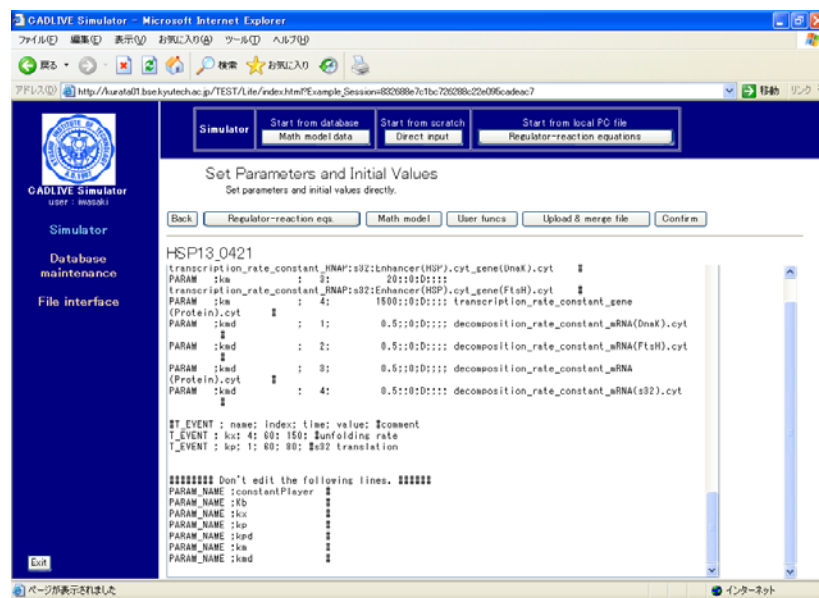 CADLIVE Simulator - Microsoft Internet Explorer
ファイル(F) 編集(E) 表示(V) お気に入り(A) ツール(T) ヘルプ(H)
戻る 検索 お気に入り
アドレス(D) http://kurata01.bse.kyutech.ac.jp/TEST/Life/index.html?Example_Session=832688e7c1bc726288c22e095cadeac7 移動 リンク
Simulator
Start from database
Math model data
Start from scratch
Direct input
Start from local PC file
Regulator-reaction equations
CADLIVE Simulator
user : iwasaki
Simulator
Database
maintenance
File interface
Exit
Set Parameters and Initial Values
Set parameters and initial values directly.
Back Regulator-reaction eqs. Math model User funcs Upload & merge file Confirm
HSP13_0421
transcription_rate_constant_RNAP:s32:Enhancer(HSP).cyt_gene(DnaK).cyt #
PARAM ;km ; 3; 20;;0;D;;;;
transcription_rate_constant_RNAP:s32:Enhancer(HSP).cyt_gene(FtsH).cyt #
PARAM ;km ; 4; 1500;;0;D;;;; transcription_rate_constant_gene
(Protein).cyt #
PARAM ;kmd ; 1; 0.5;;0;D;;;; decomposition_rate_constant_mRNA(DnaK).cyt
#
PARAM ;kmd ; 2; 0.5;;0;D;;;; decomposition_rate_constant_mRNA(FtsH).cyt
#
PARAM ;kmd ; 3; 0.5;;0;D;;;; decomposition_rate_constant_mRNA
(Protein).cyt #
PARAM ;kmd ; 4; 0.5;;0;D;;;; decomposition_rate_constant_mRNA(s32).cyt
#
#T_EVENT ; name; index; time; value; #comment
T_EVENT ; kx; 4; 60; 150; #unfolding rate
T_EVENT ; kp; 1; 60; 80; #s32 translation
######## Don't edit the following lines. ######
PARAM_NAME ;constantPlayer #
PARAM_NAME ;Kb #
PARAM_NAME ;kx #
PARAM_NAME ;kp #
PARAM_NAME ;kpd #
PARAM_NAME ;km #
PARAM_NAME ;kmd #
ページが表示されました インターネット